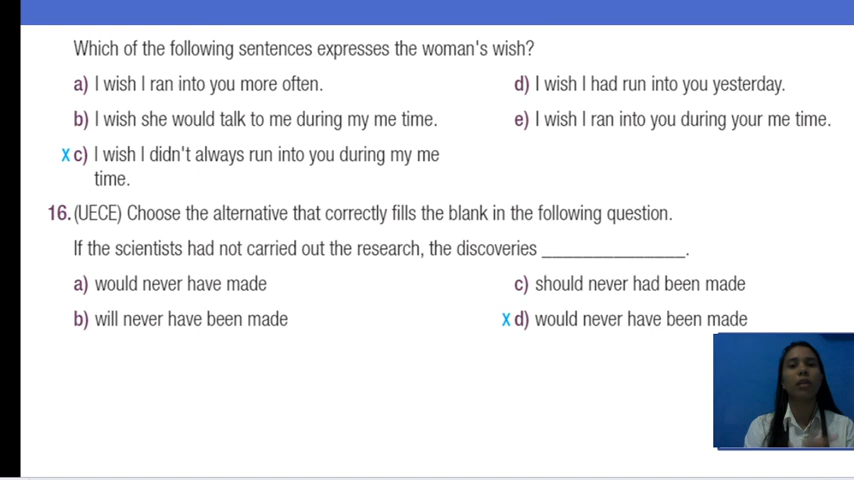 Which of the following sentences expresses the woman's wish?
a) I wish I ran into you more often.
b) I wish she would talk to me during my me time.
x c) I wish I didn't always run into you during my me
time.
d) I wish I had run into you yesterday.
e) I wish I ran into you during your me time.
16. (UECE) Choose the alternative that correctly fills the blank in the following question.
If the scientists had not carried out the research, the discoveries ______________.
a) would never have made
b) will never have been made
c) should never had been made
x d) would never have been made